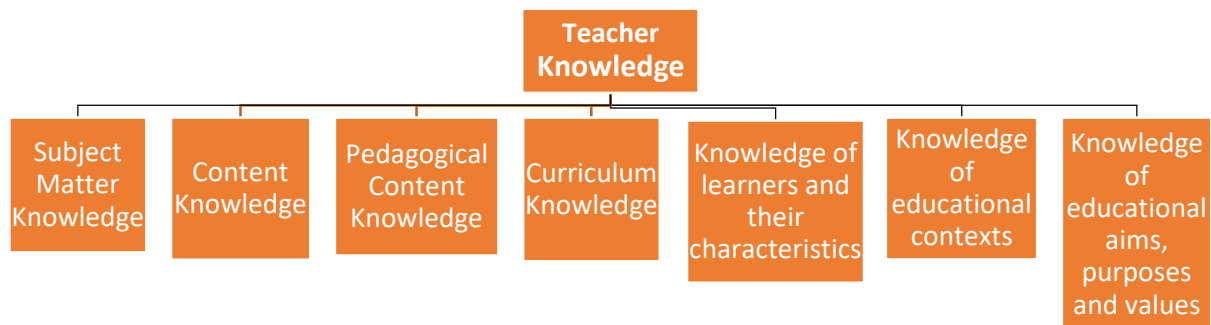 Teacher
Knowledge
Subject
Matter
Knowledge
Content
Knowledge
Pedagogical
Content
Knowledge
Curriculum
Knowledge
Knowledge of
learners and
their
characteristics
Knowledge
of
educational
contexts
Knowledge
of
educational
aims,
purposes
and values